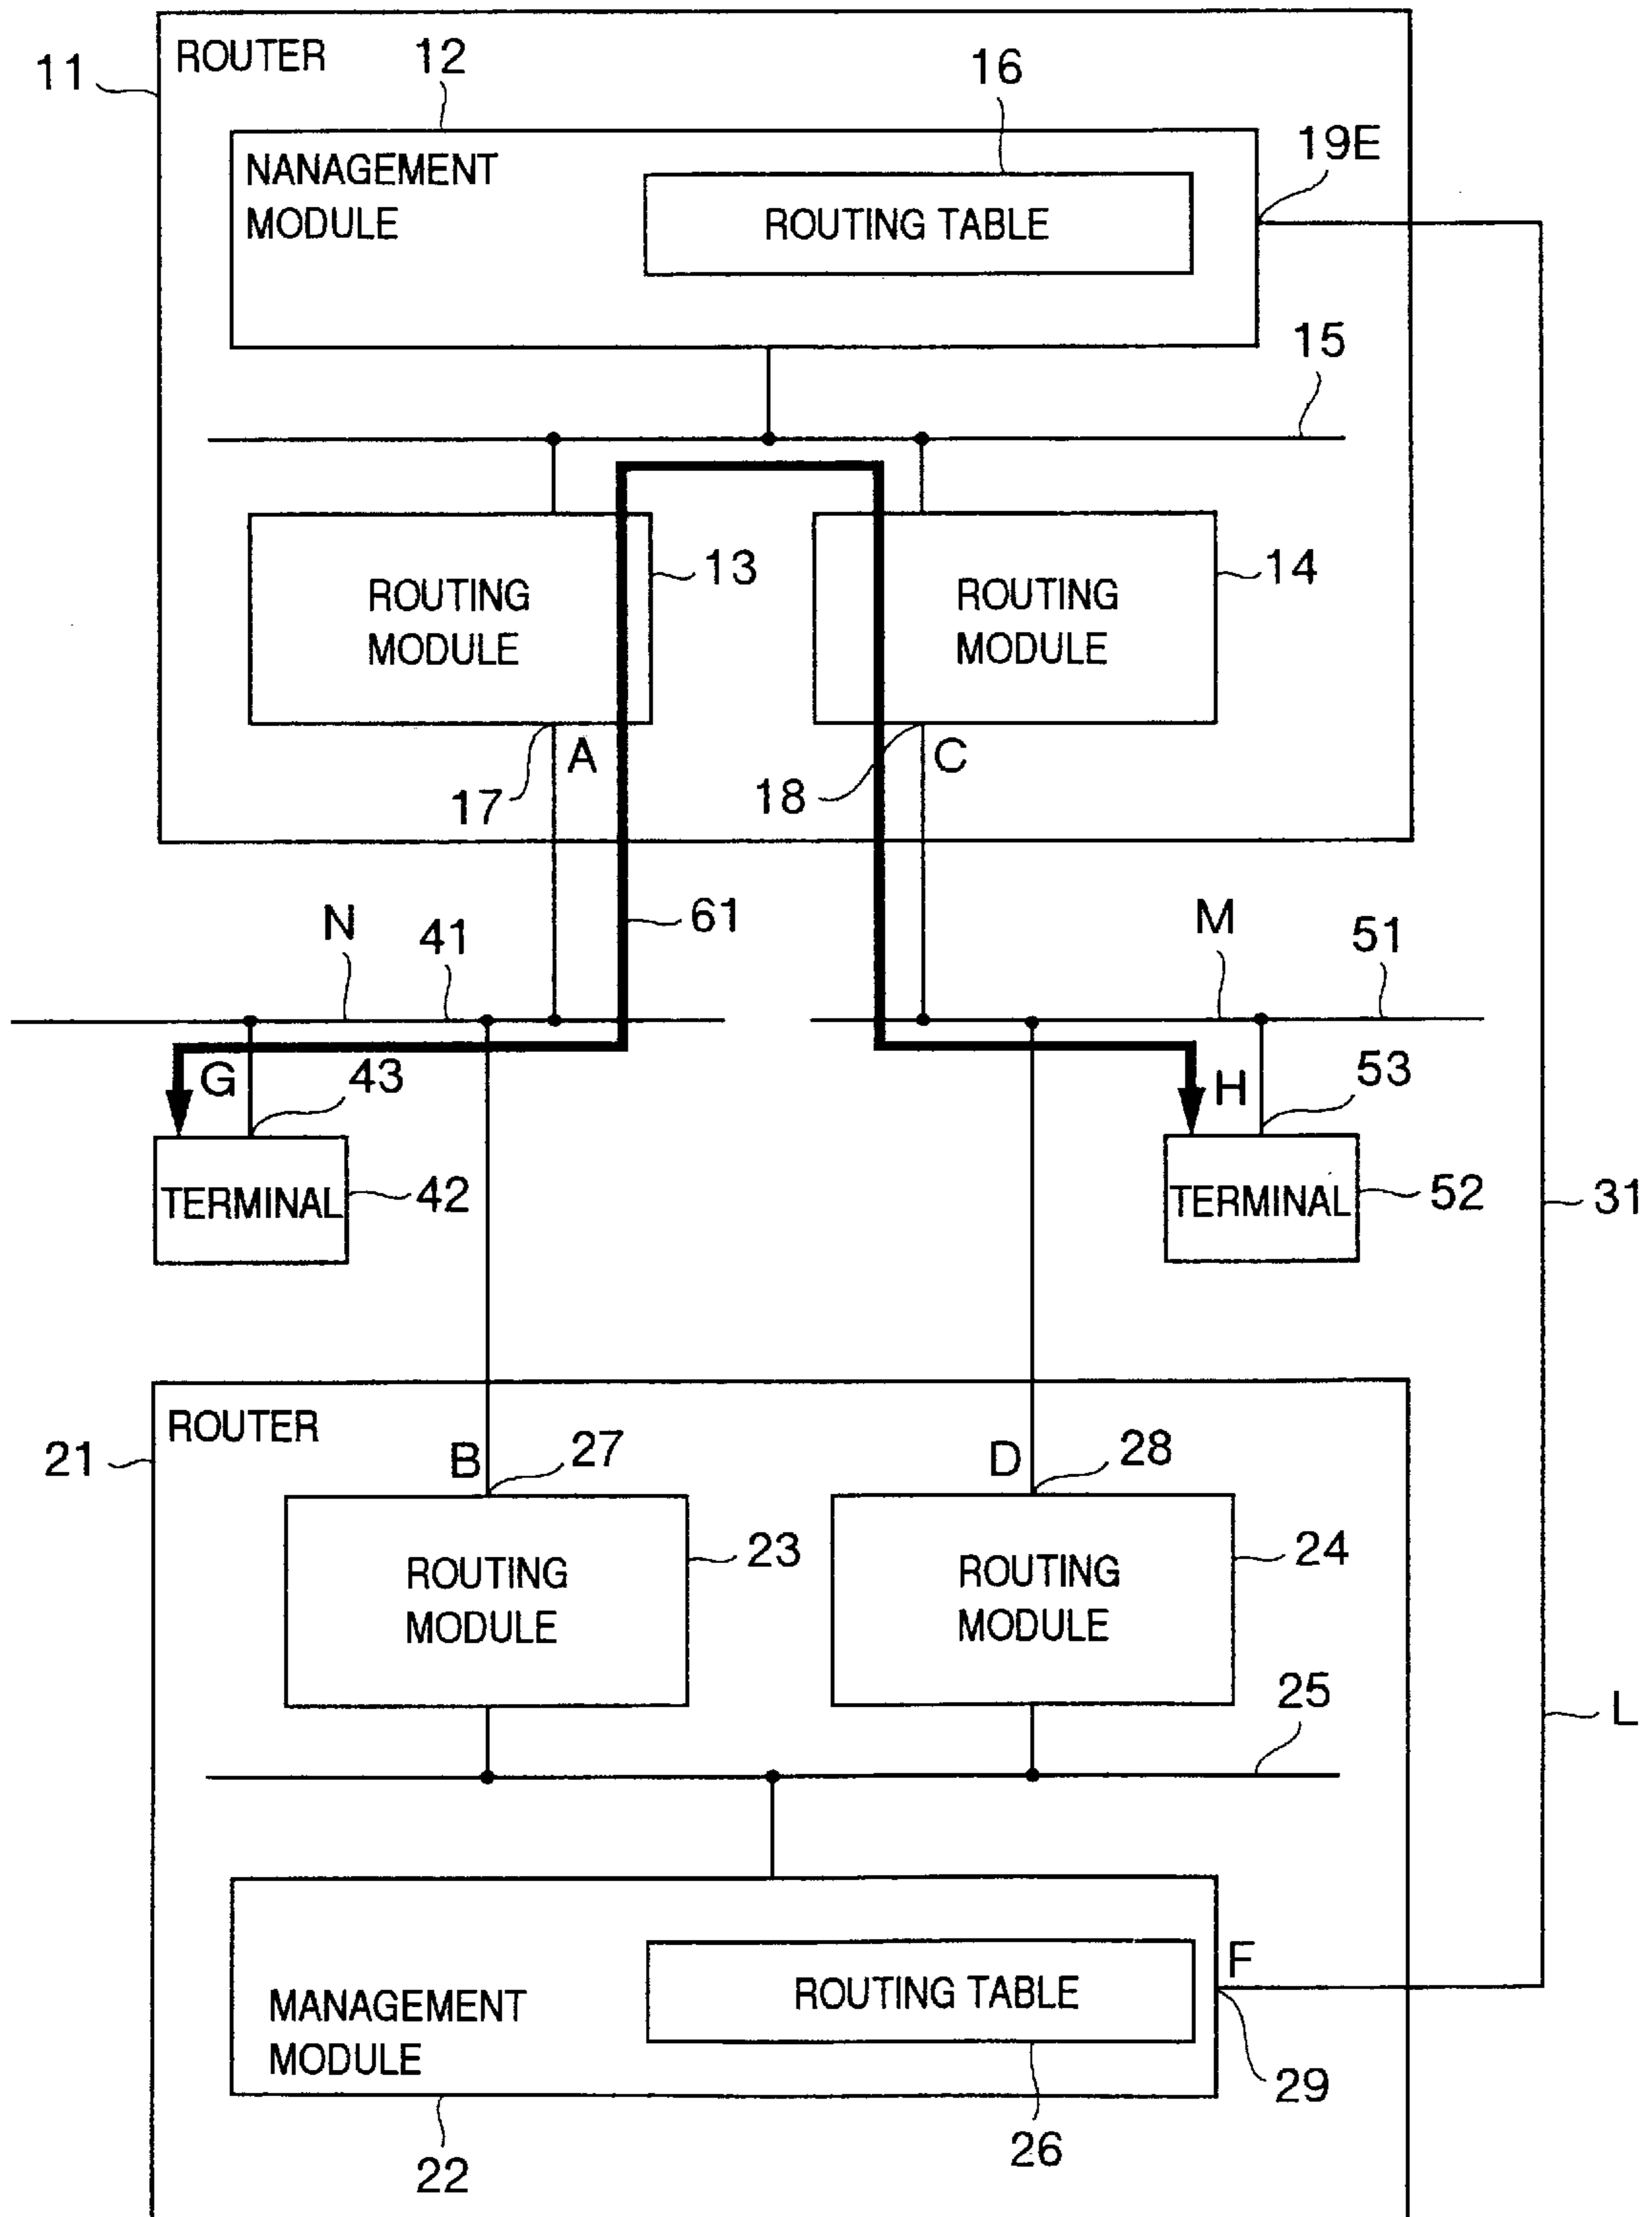 ROUTER
11
12
16
19E
NANAGEMENT
MODULE
ROUTING TABLE
15
ROUTING
MODULE
13
ROUTING
MODULE
14
17
A
18
C
N
41
61
M
51
G
43
H
53
TERMINAL
42
TERMINAL
52
31
ROUTER
21
B
27
D
28
ROUTING
MODULE
23
ROUTING
MODULE
24
25
L
MANAGEMENT
MODULE
ROUTING TABLE
F
29
22
26